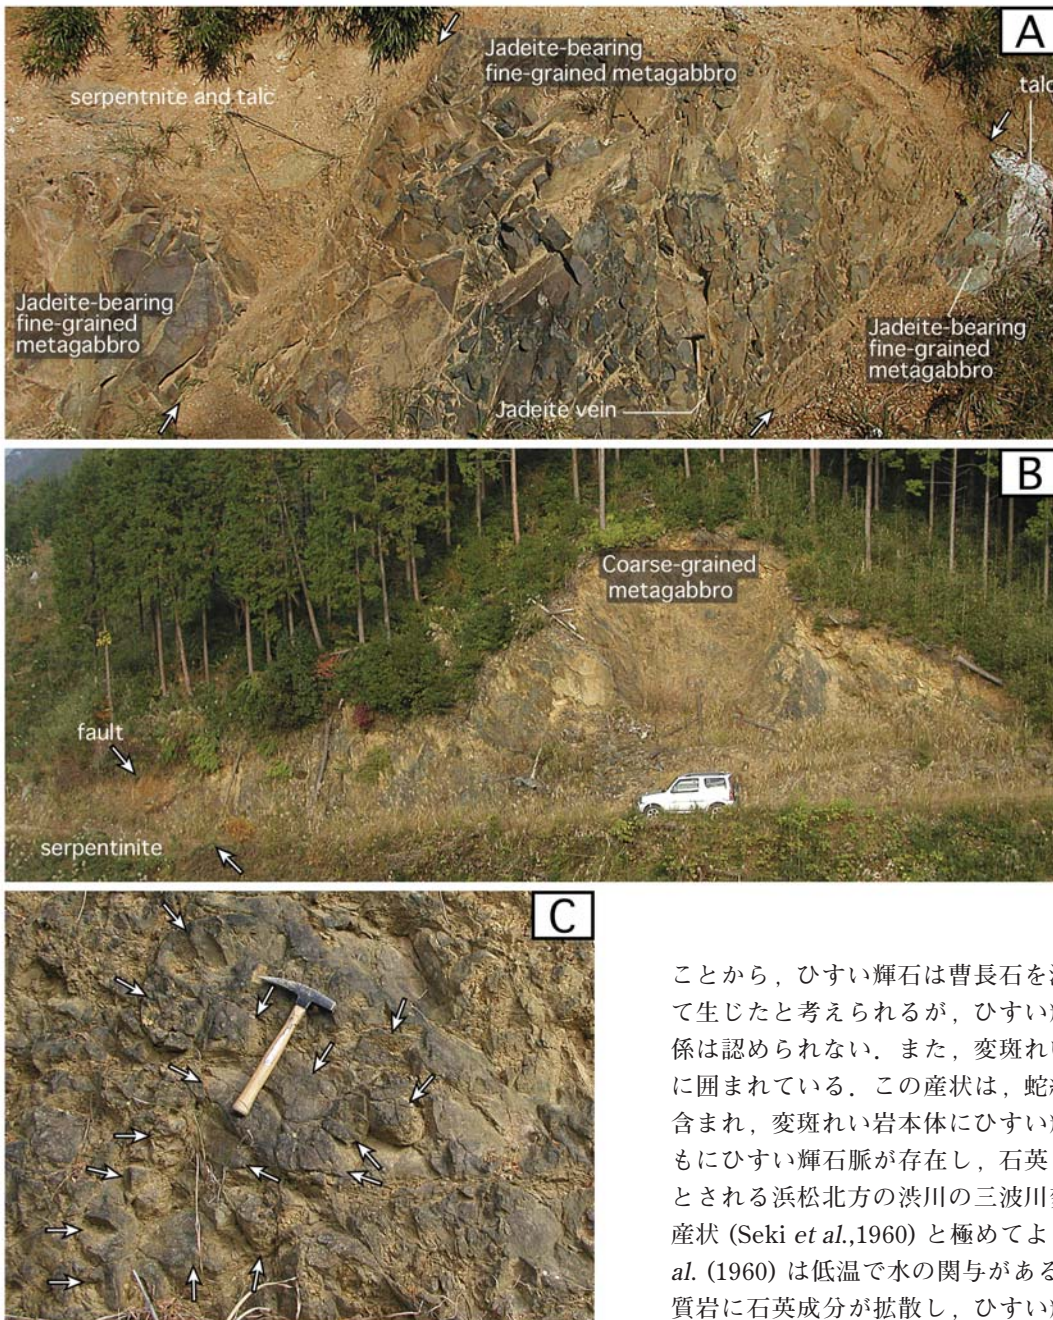 A
Jadeite-bearing
fine-grained metagabbro
serpentnite and talc
talc
Jadeite-bearing
fine-grained
metagabbro
Jadeite-bearing
fine-grained
metagabbro
Jadeite vein
B
Coarse-grained
metagabbro
fault
serpentinite
C
ことから，ひすい輝石は曹長石を
て生じたと考えられるが，ひすい
係は認められない．また，変斑れい
に囲まれている．この産状は，蛇
含まれ，変斑れい岩本体にひすい
もにひすい輝石脈が存在し，石英
とされる浜松北方の渋川の三波川
産状 (Seki et al.,1960) と極めてよ
al. (1960) は低温で水の関与がある
質岩に石英成分が拡散し，ひすい